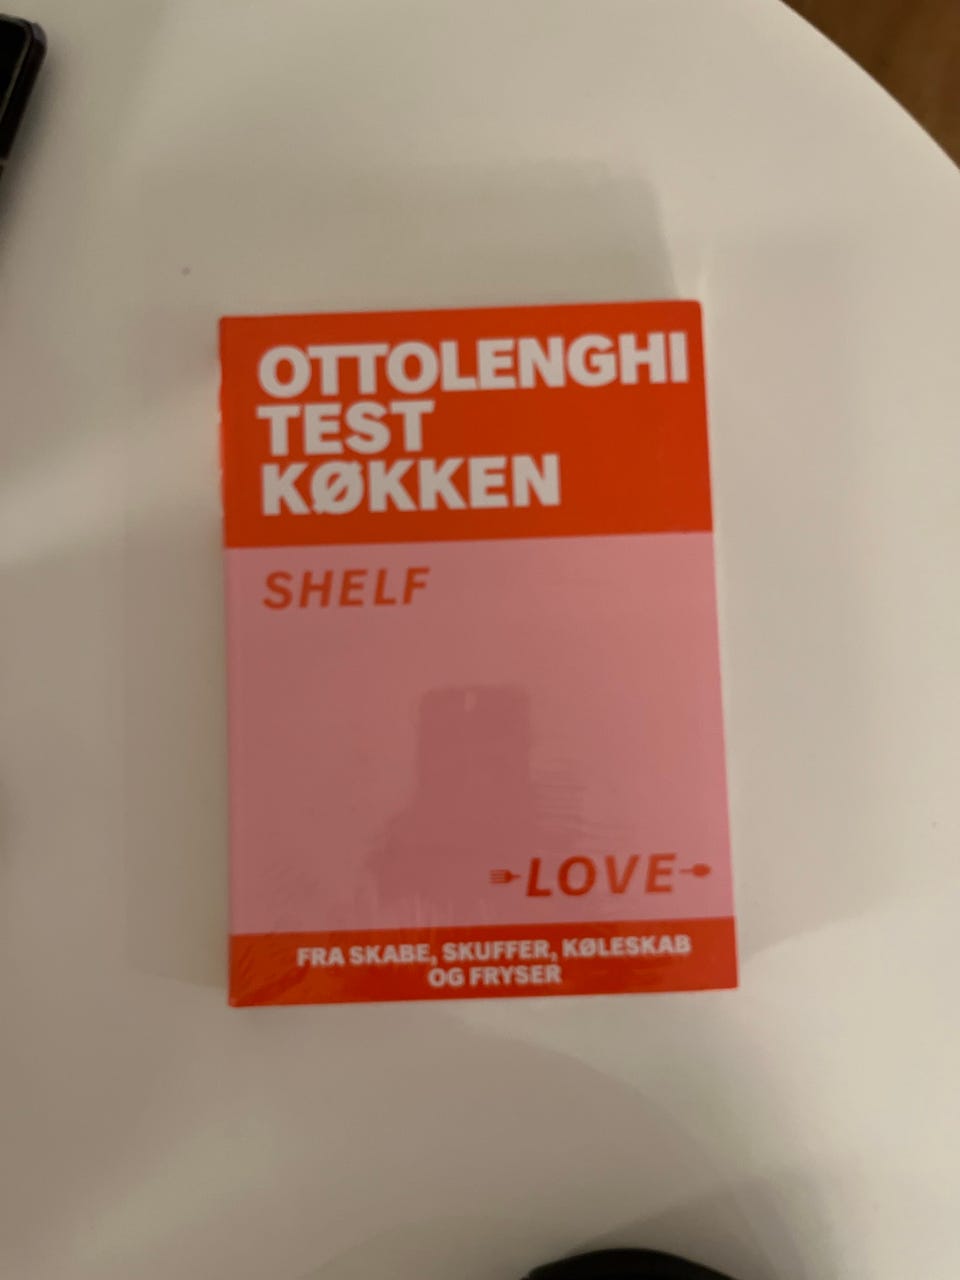 OTTOLENGHI
TEST
KØKKEN
SHELF
LOVE
FRA SKABE, SKUFFER, KØLESKAB
OG FRYSER